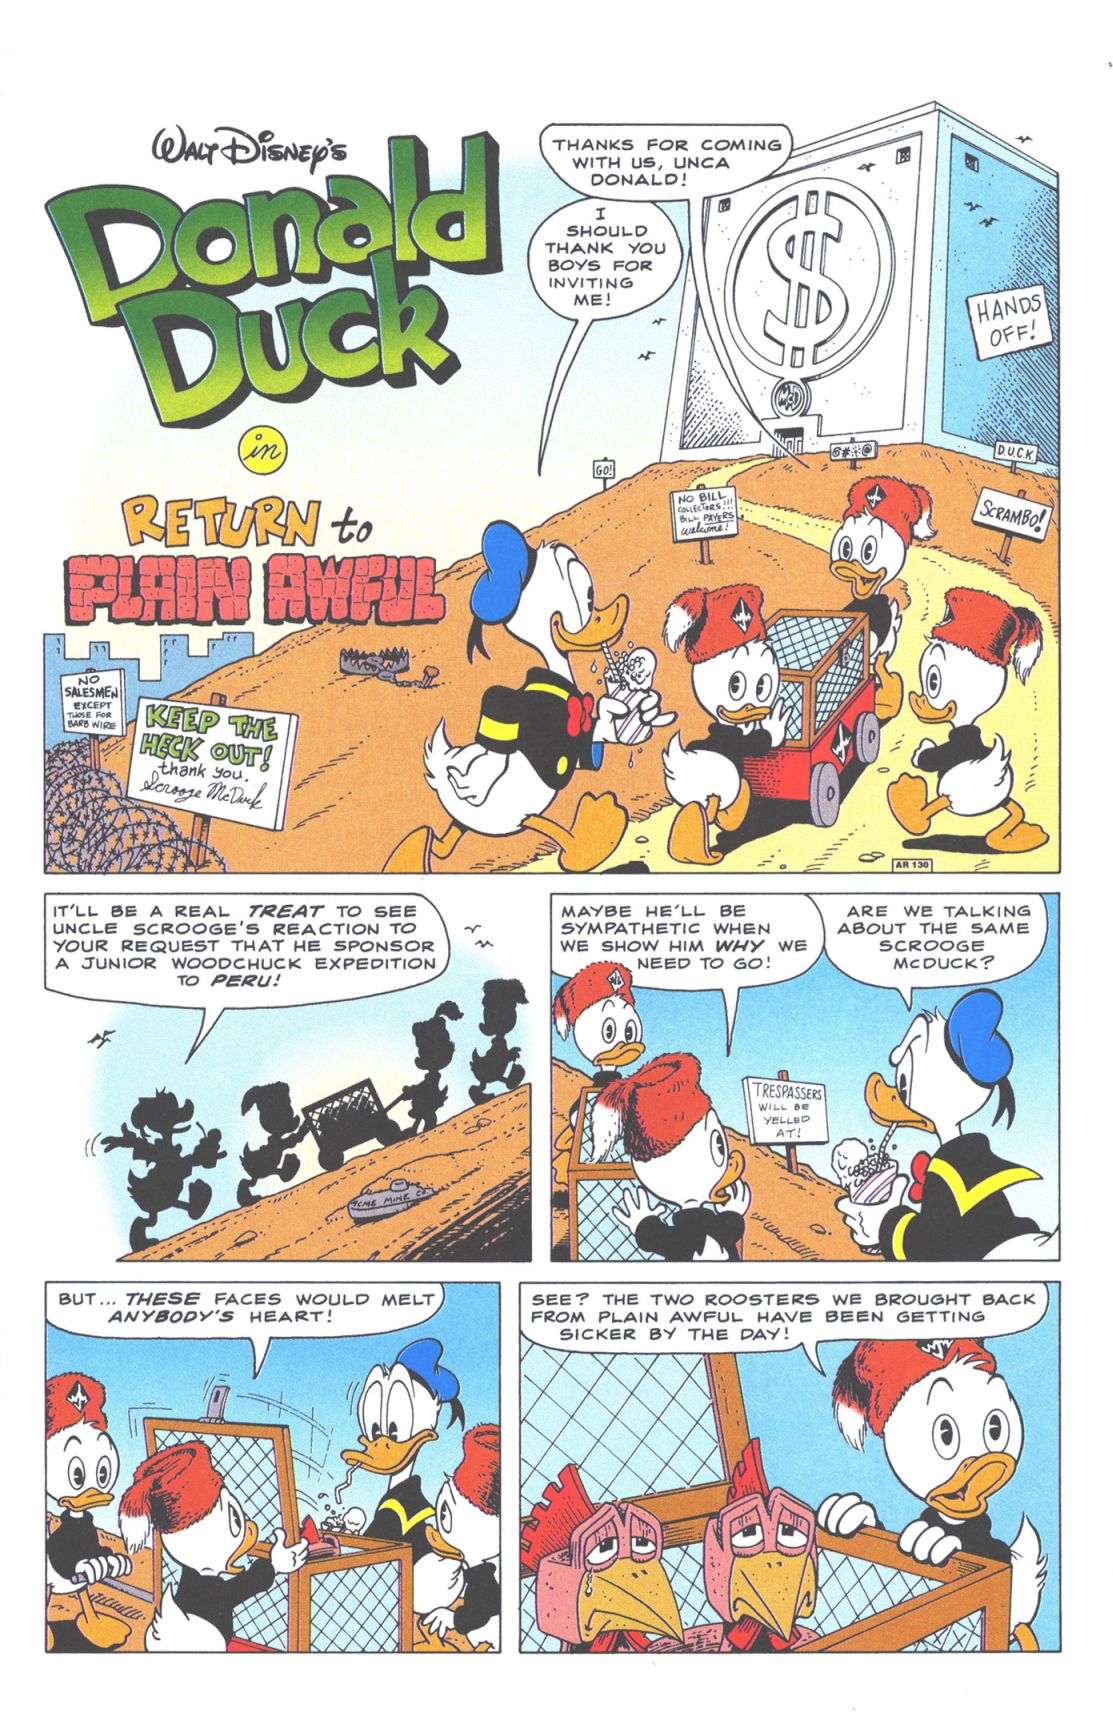 WALT DISNEY'S
Donald
Duck
in
RETURN to
PLAIN AWFUL
THANKS FOR COMING
WITH US, UNCA
DONALD!
I
SHOULD
THANK YOU
BOYS FOR
INVITING
ME!
$
McD
HANDS
OFF!
GO!
NO BILL
COLLECTORS!!!
BILL PAYERS
welcome!
@#*!@
D.U.C.K.
SCRAMBO!
NO
SALESMEN
EXCEPT
THOSE FOR
BARB WIRE
KEEP THE
HECK OUT!
thank you.
Scrooge McDuck
AR 130
IT'LL BE A REAL TREAT TO SEE
UNCLE SCROOGE'S REACTION TO
YOUR REQUEST THAT HE SPONSOR
A JUNIOR WOODCHUCK EXPEDITION
TO PERU!
ACME MINE CO.
MAYBE HE'LL BE
SYMPATHETIC WHEN
WE SHOW HIM WHY WE
NEED TO GO!
ARE WE TALKING
ABOUT THE SAME
SCROOGE
MCDUCK?
TRESPASSERS
WILL BE
YELLED
AT!
BUT... THESE FACES WOULD MELT
ANYBODY'S HEART!
SEE? THE TWO ROOSTERS WE BROUGHT BACK
FROM PLAIN AWFUL HAVE BEEN GETTING
SICKER BY THE DAY!